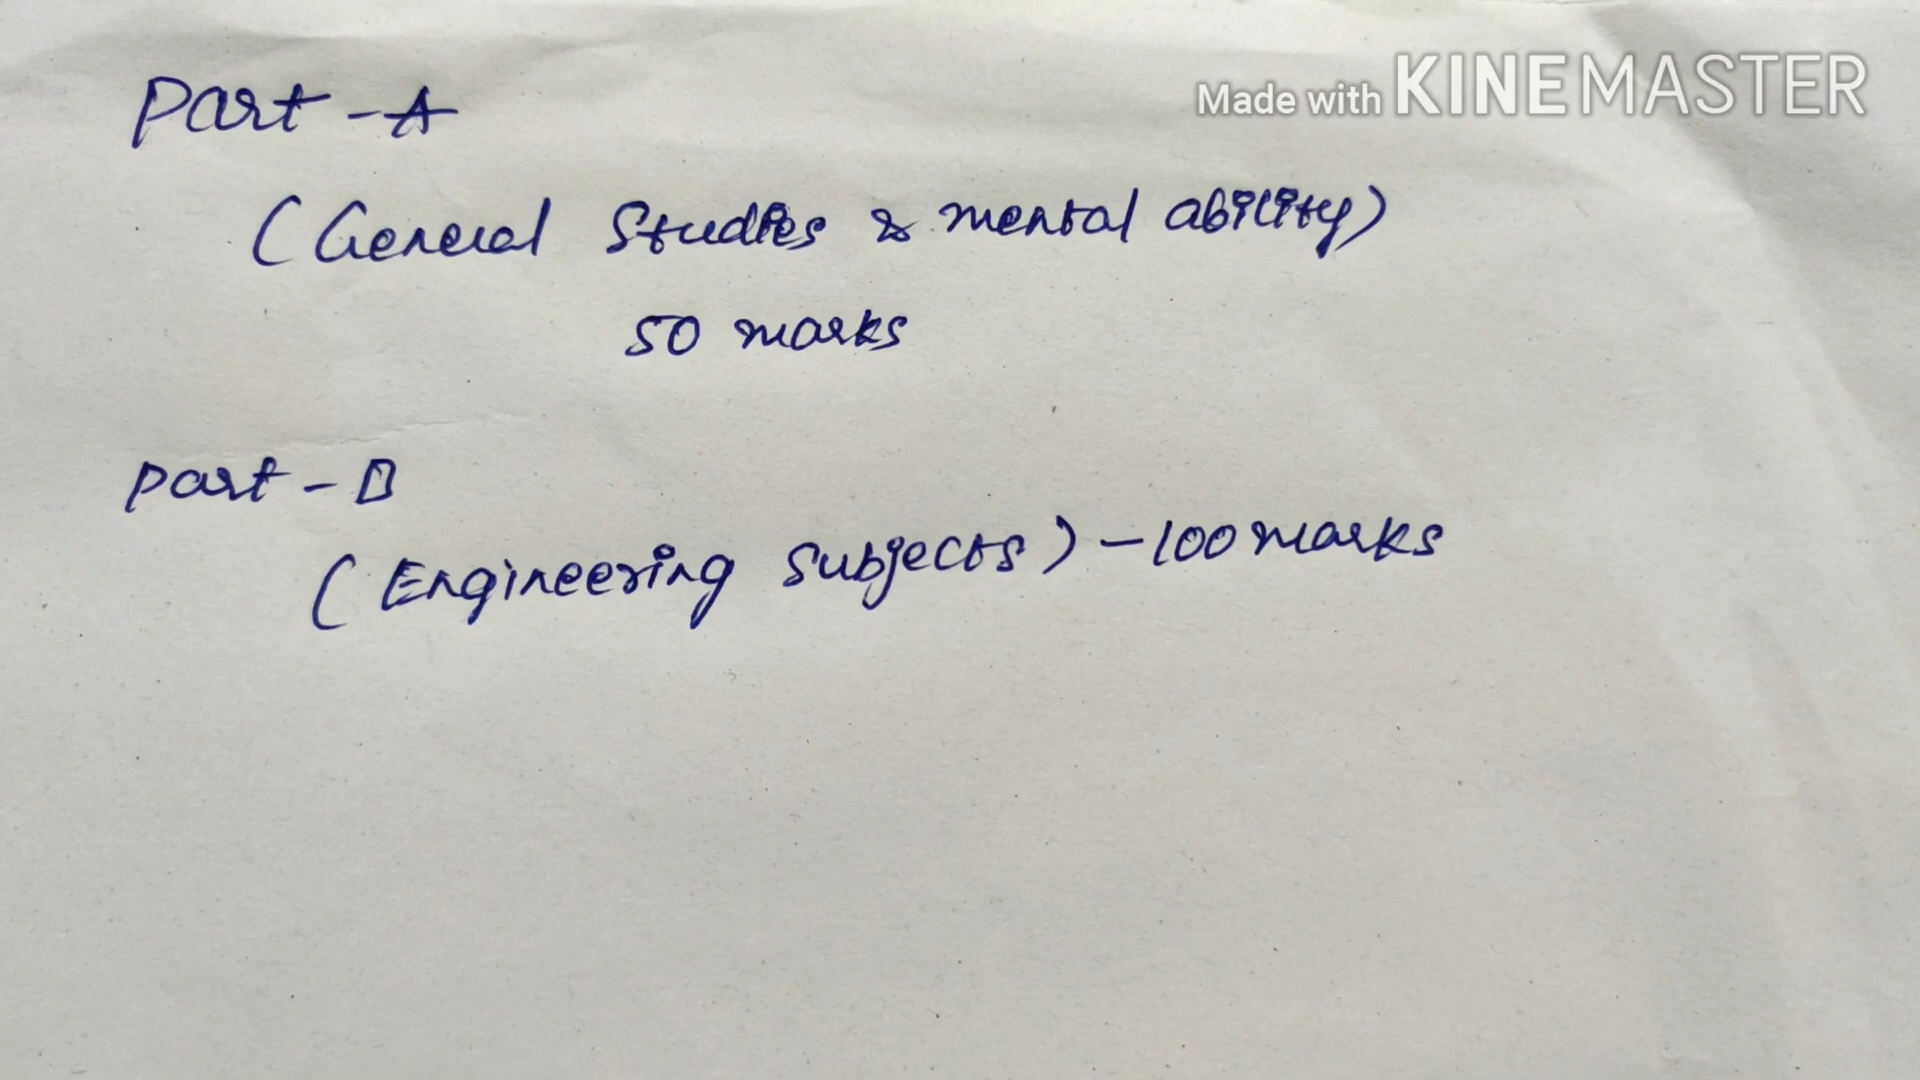 Made with KINEMASTER
Part - A
(General Studies & mental ability)
50 marks
part - B
(Engineering subjects) - 100 marks